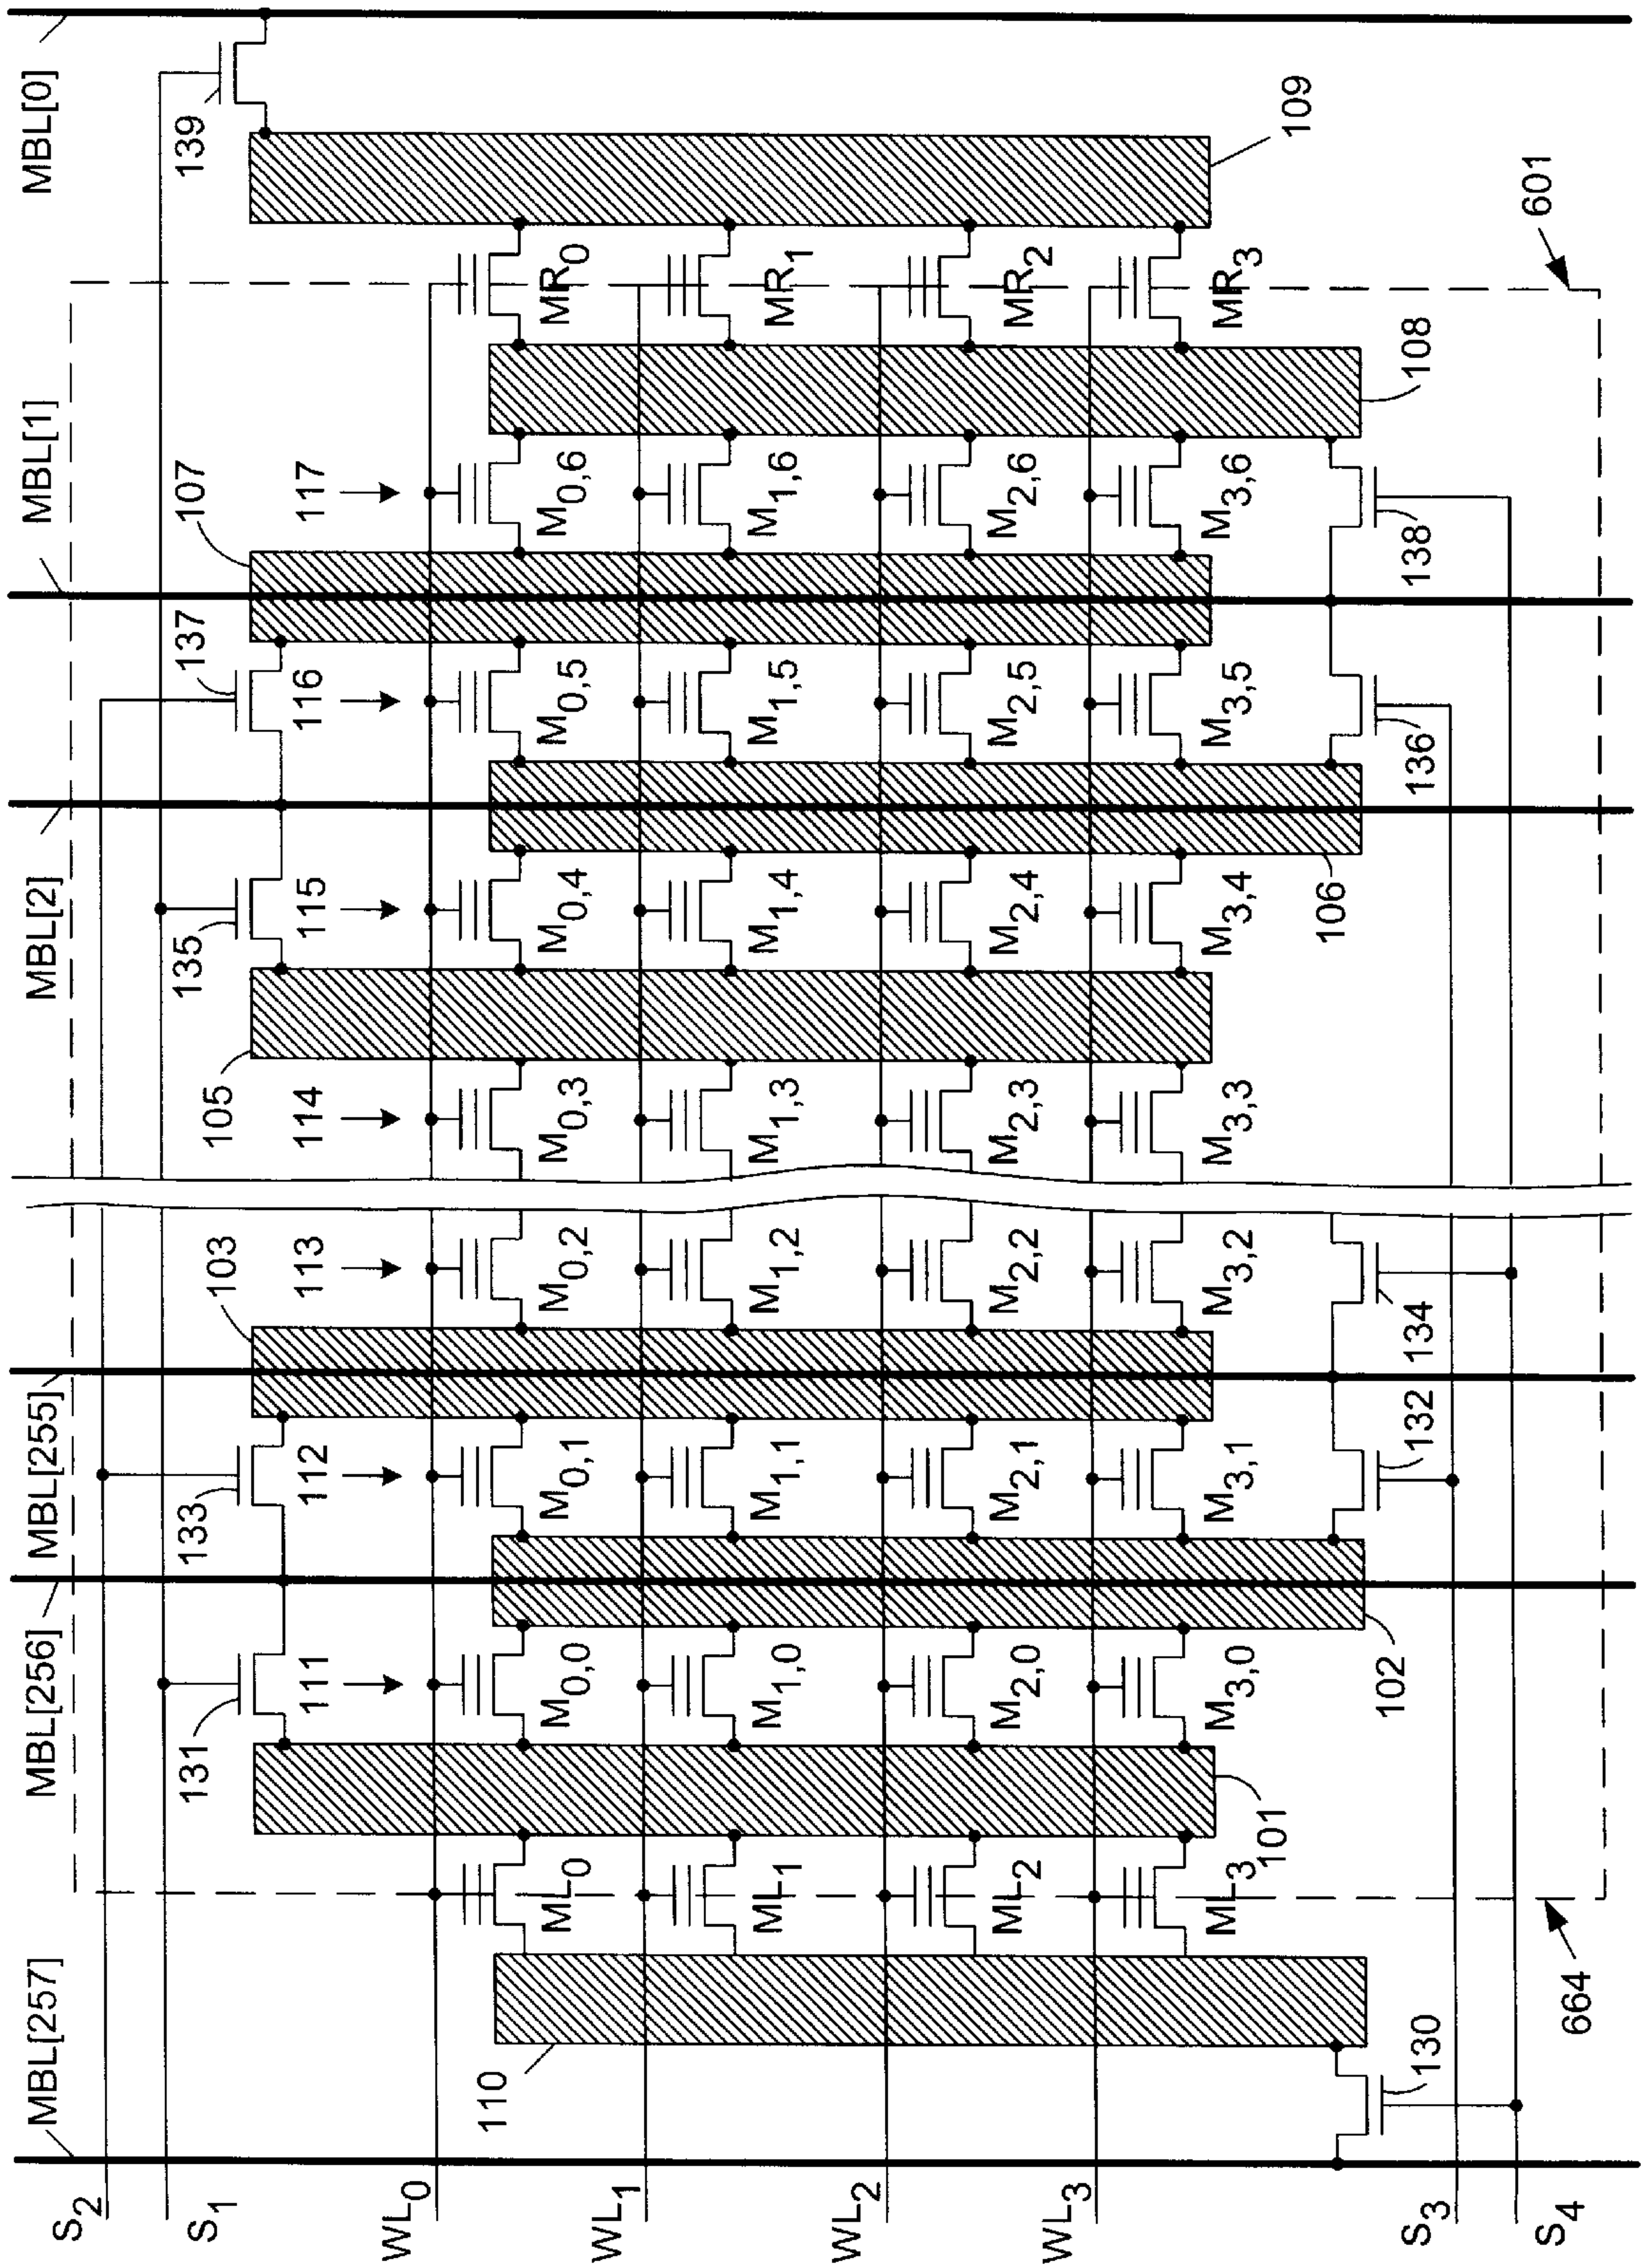 MBL[257]
MBL[256]
MBL[255]
MBL[2]
MBL[1]
MBL[0]
S2
S1
131
133
135
137
139
103
105
107
111
112
113
114
115
116
117
WL0
ML0
M0,0
M0,1
M0,2
M0,3
M0,4
M0,5
M0,6
MR0
110
WL1
ML1
M1,0
M1,1
M1,2
M1,3
M1,4
M1,5
M1,6
MR1
WL2
ML2
M2,0
M2,1
M2,2
M2,3
M2,4
M2,5
M2,6
MR2
WL3
ML3
M3,0
M3,1
M3,2
M3,3
M3,4
M3,5
M3,6
MR3
101
102
106
108
109
130
132
134
136
138
S3
S4
664
601